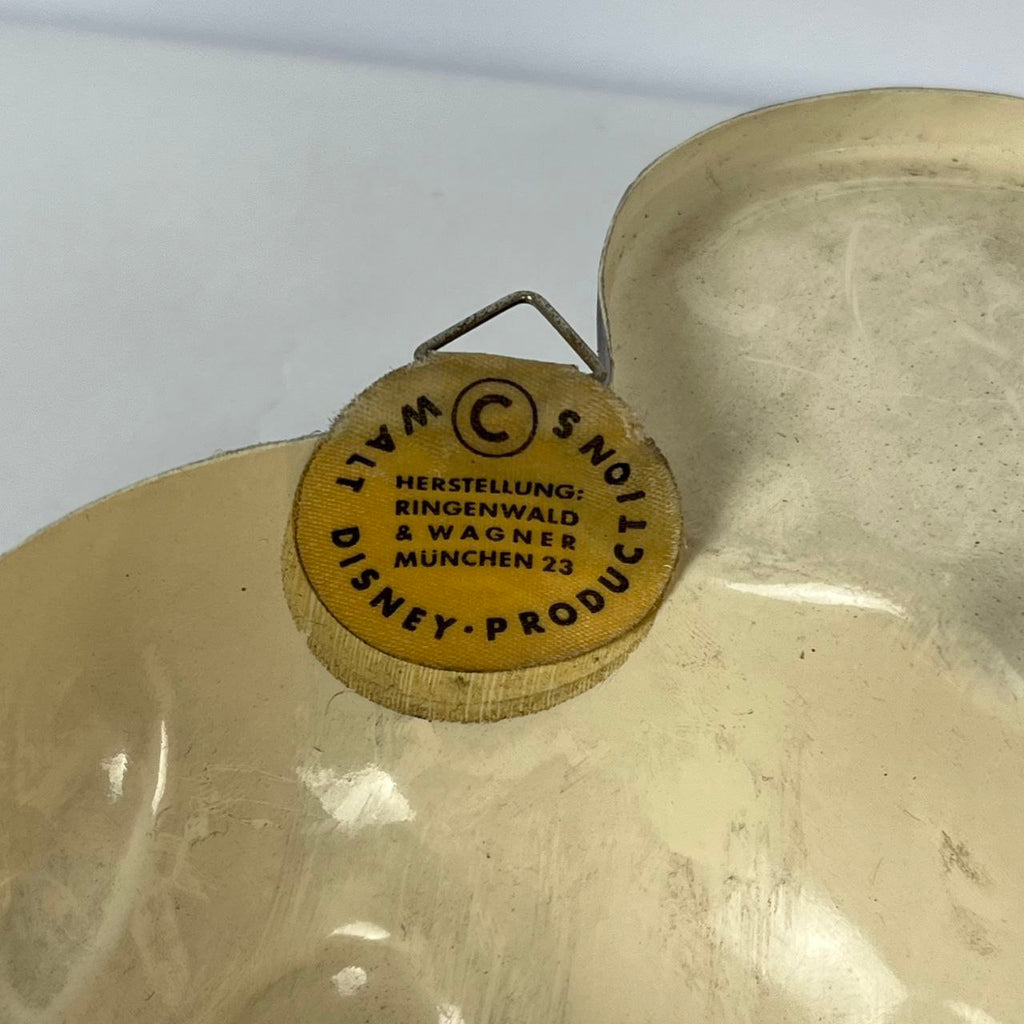 ©
WALT DISNEY·PRODUCTIONS
HERSTELLUNG:
RINGENWALD
& WAGNER
MÜNCHEN 23